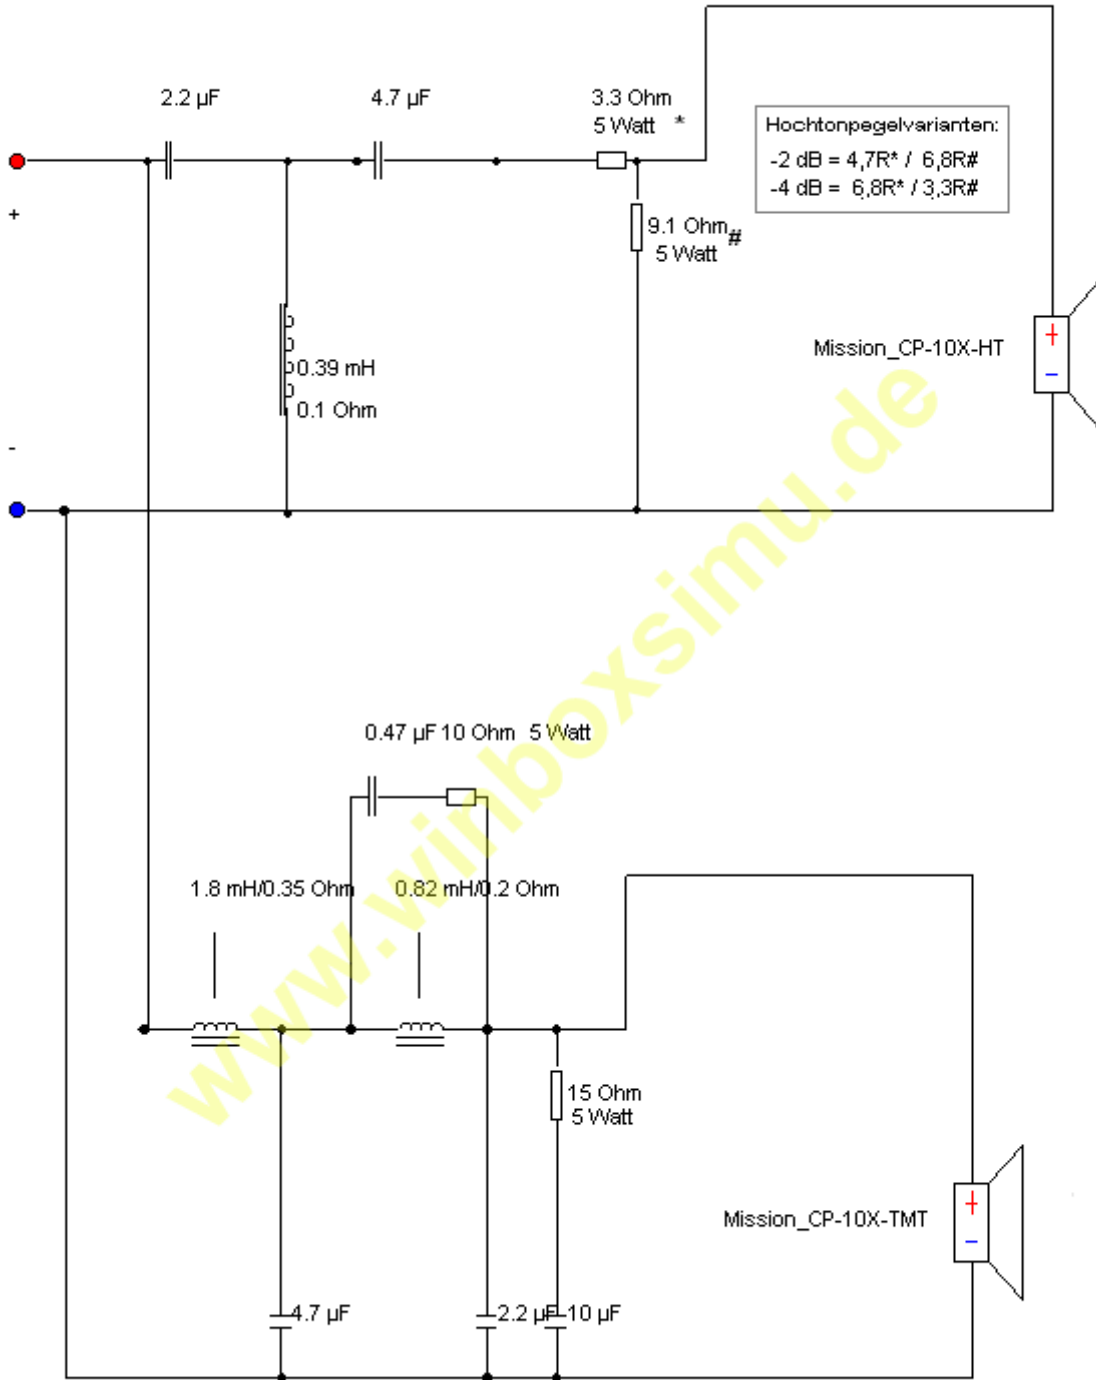 2.2 µF
4.7 µF
3.3 Ohm
5 Watt *
Hochtonpegelvarianten:
-2 dB = 4,7R* / 6,8R#
-4 dB = 6,8R* / 3,3R#
+
9.1 Ohm #
5 Watt
Mission_CP-10X-HT
+
-
0.39 mH
0.1 Ohm
-
www.winboxsimu.de
0.47 µF 10 Ohm 5 Watt
1.8 mH/0.35 Ohm
0.82 mH/0.2 Ohm
15 Ohm
5 Watt
Mission_CP-10X-TMT
+
-
4.7 µF
2.2 µF
10 µF